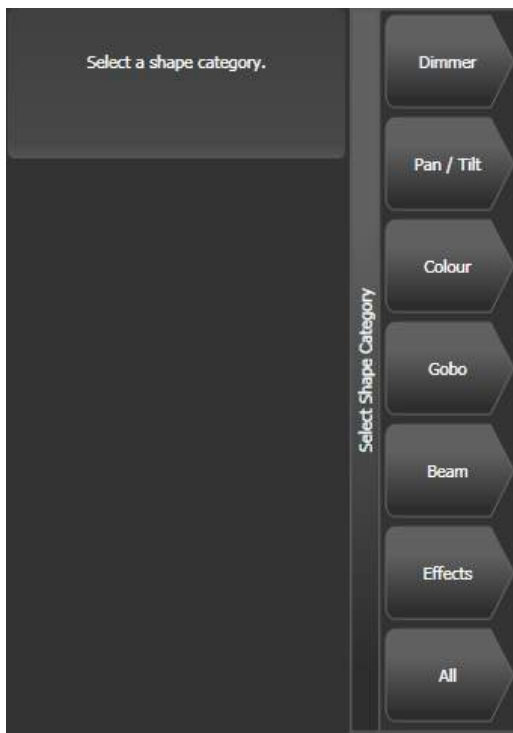 Select a shape category.
Select Shape Category
Dimmer
Pan / Tilt
Colour
Gobo
Beam
Effects
All